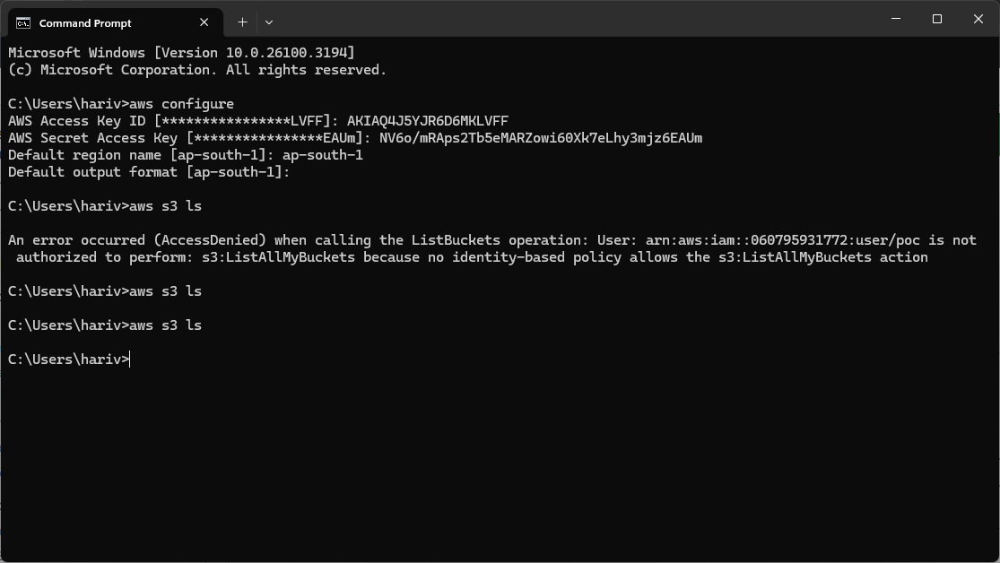 Command Prompt
Microsoft Windows [Version 10.0.26100.3194]
(c) Microsoft Corporation. All rights reserved.
C:\Users\hariv>aws configure
AWS Access Key ID [****************LVFF]: AKIAQ4J5YJR6D6MKLVFF
AWS Secret Access Key [****************EAUm]: 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
Default region name [ap-south-1]: ap-south-1
Default output format [ap-south-1]:
C:\Users\hariv>aws s3 ls
An error occurred (AccessDenied) when calling the ListBuckets operation: User: arn:aws:iam::060795931772:user/poc is not
authorized to perform: s3:ListAllMyBuckets because no identity-based policy allows the s3:ListAllMyBuckets action
C:\Users\hariv>aws s3 ls
C:\Users\hariv>aws s3 ls
C:\Users\hariv>